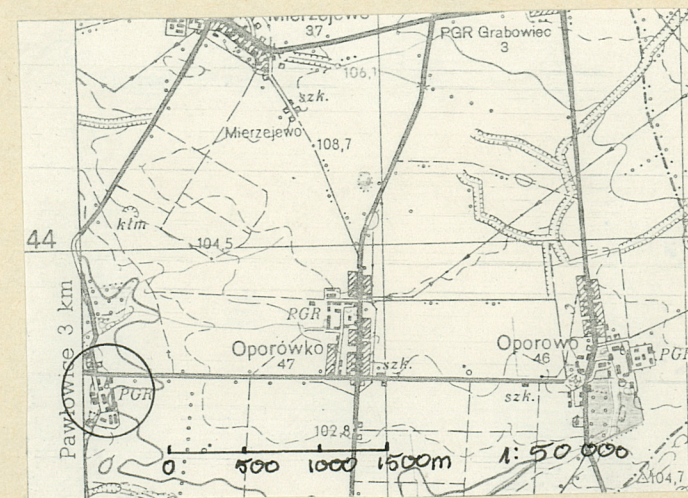 Mierzejewo
37
PGR Grabowiec
3
106,1
szk.
Mierzejewo
108,7
kłm
44
104,5
Pawłowice 3 km
PGR
Oporówko
47
szk.
Oporowo
46
PGR
szk.
PGR
102,8
0 500 1000 1500m 1:50 000
104,7